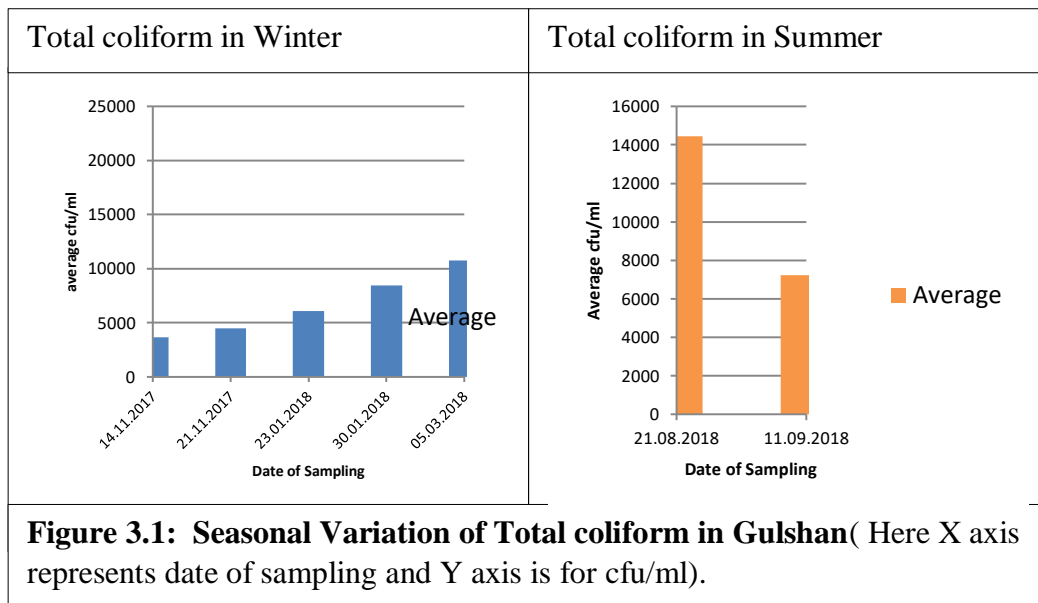 Total coliform in Winter
Total coliform in Summer
25000
20000
15000
10000
5000
0
average cfu/ml
Average
14.11.2017
21.11.2017
23.01.2018
30.01.2018
05.03.2018
Date of Sampling
16000
14000
12000
10000
8000
6000
4000
2000
0
Average cfu/ml
Average
21.08.2018
11.09.2018
Date of Sampling
Figure 3.1: Seasonal Variation of Total coliform in Gulshan( Here X axis
represents date of sampling and Y axis is for cfu/ml).